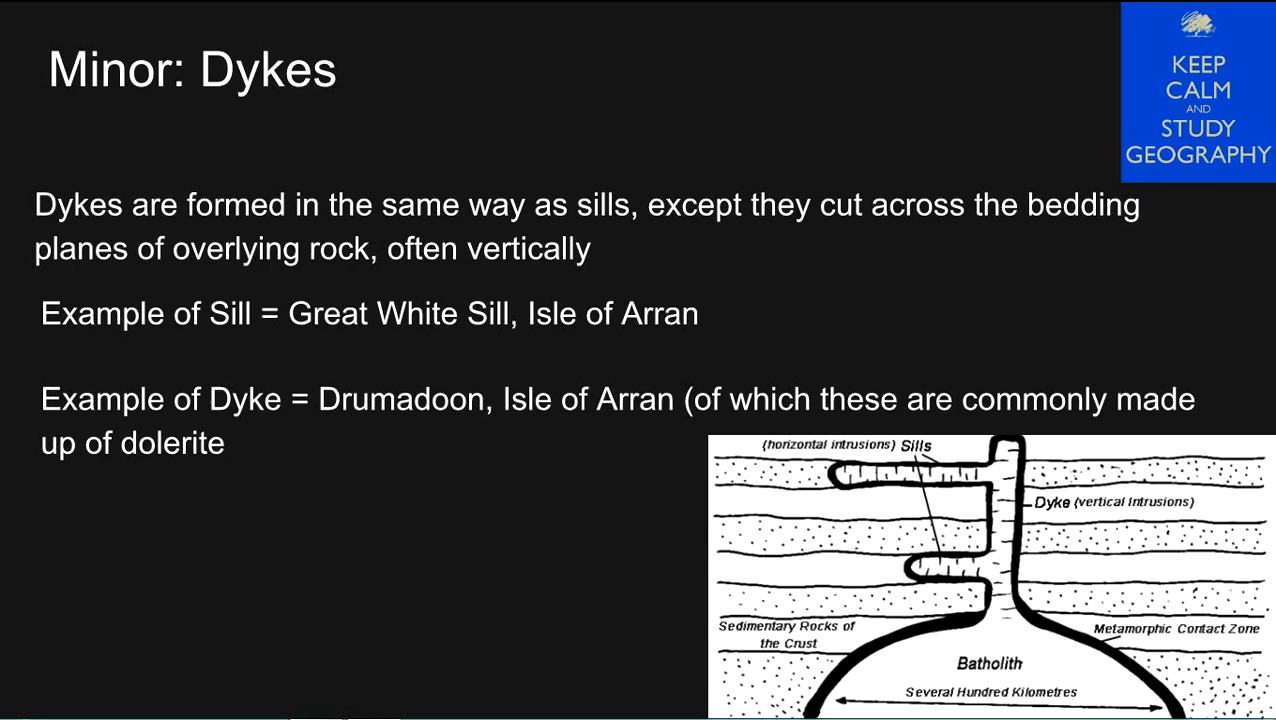 Minor: Dykes
KEEP
CALM
AND
STUDY
GEOGRAPHY
Dykes are formed in the same way as sills, except they cut across the bedding
planes of overlying rock, often vertically
Example of Sill = Great White Sill, Isle of Arran
Example of Dyke = Drumadoon, Isle of Arran (of which these are commonly made
up of dolerite
(horizontal intrusions) Sills
Dyke (vertical Intrusions)
Sedimentary Rocks of
the Crust
Metamorphic Contact Zone
Batholith
Several Hundred Kilometres